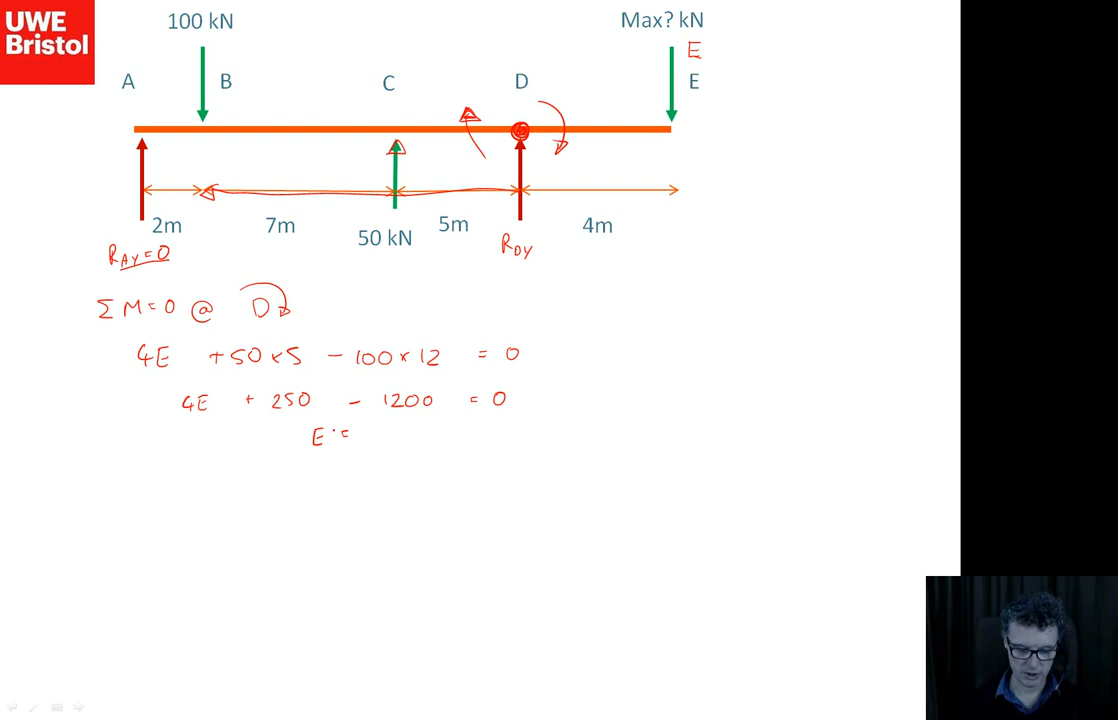 UWE
Bristol
100 kN
Max? kN
E
A
B
C
D
E
2m
7m
50 kN
5m
4m
RAY = 0
RDY
ΣM = 0 @ D
4E + 50 × 5 - 100 × 12 = 0
4E + 250 - 1200 = 0
E =